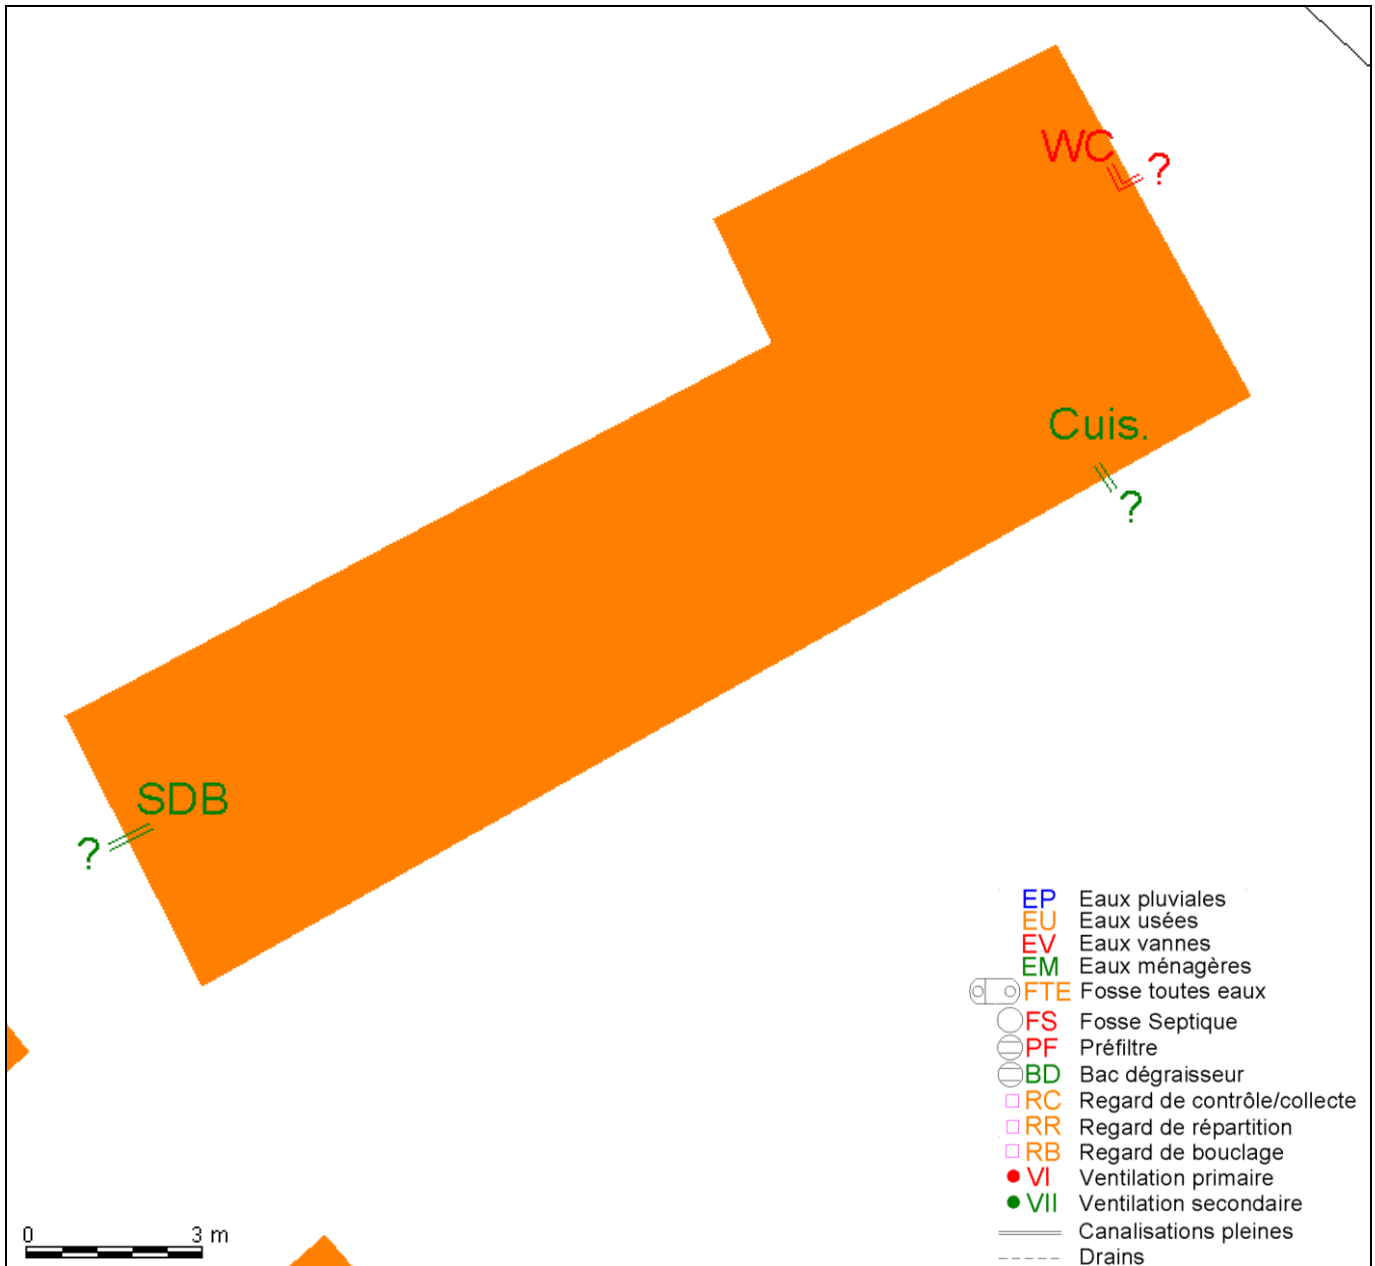 WC ?
Cuis.
?
SDB
?
EP Eaux pluviales
EU Eaux usées
EV Eaux vannes
EM Eaux ménagères
FTE Fosse toutes eaux
FS Fosse Septique
PF Préfiltre
BD Bac dégraisseur
RC Regard de contrôle/collecte
RR Regard de répartition
RB Regard de bouclage
VI Ventilation primaire
VII Ventilation secondaire
Canalisations pleines
Drains
0 3 m